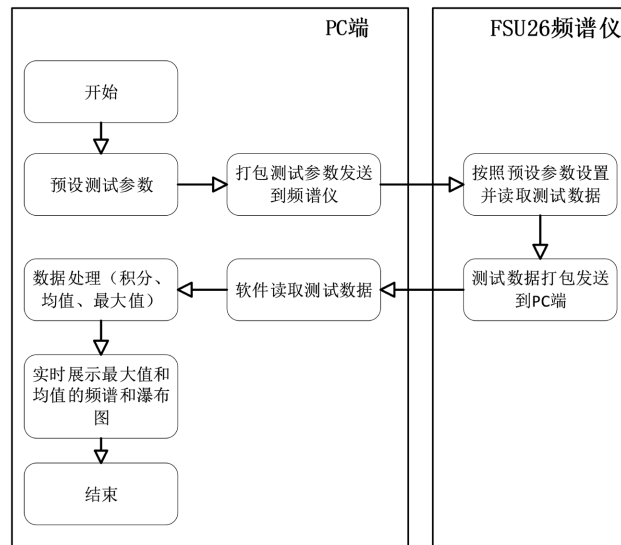 PC端
FSU26频谱仪
开始
预设测试参数
打包测试参数发送
到频谱仪
按照预设参数设置
并读取测试数据
数据处理（积分、
均值、最大值）
软件读取测试数据
测试数据打包发送
到PC端
实时展示最大值和
均值的频谱和瀑布
图
结束